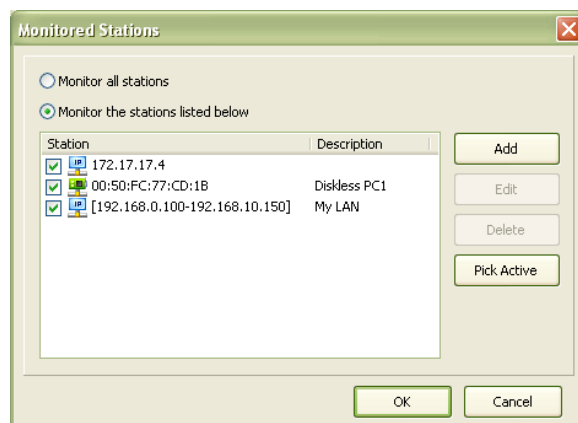 Monitored Stations
Monitor all stations
Monitor the stations listed below
Station Description
172.17.17.4
00:50:FC:77:CD:1B Diskless PC1
[192.168.0.100-192.168.10.150] My LAN
Add
Edit
Delete
Pick Active
OK Cancel